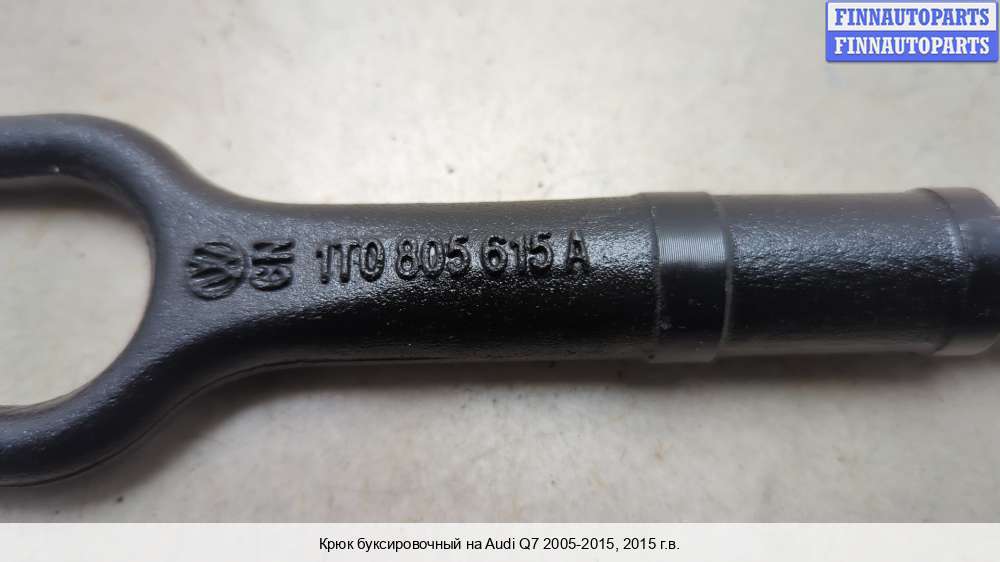 FINNAUTOPARTS
FINNAUTOPARTS
1T0 805 615 A
Крюк буксировочный на Audi Q7 2005-2015, 2015 г.в.